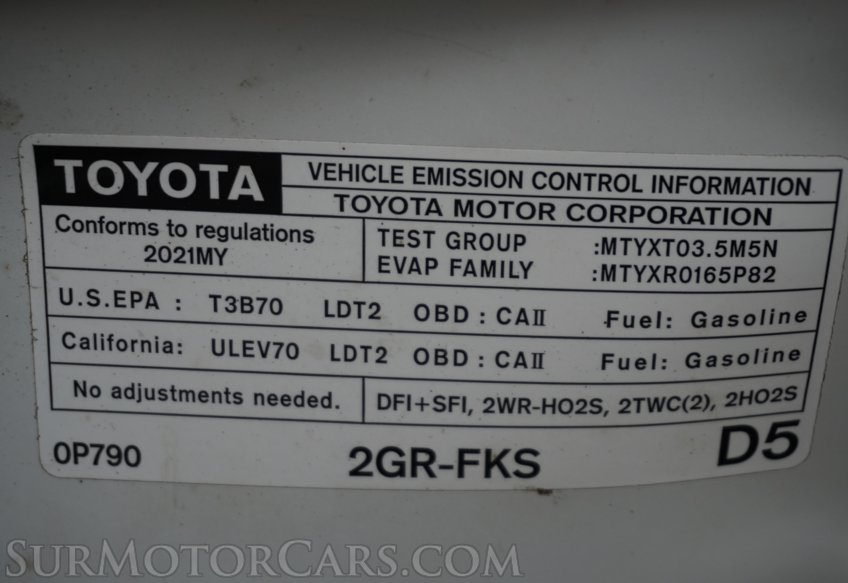 TOYOTA
VEHICLE EMISSION CONTROL INFORMATION
TOYOTA MOTOR CORPORATION
Conforms to regulations
2021MY
TEST GROUP :MTYXT03.5M5N
EVAP FAMILY :MTYXR0165P82
U.S.EPA : T3B70 LDT2 OBD : CAII Fuel: Gasoline
California: ULEV70 LDT2 OBD : CAII Fuel: Gasoline
No adjustments needed. DFI+SFI, 2WR-HO2S, 2TWC(2), 2HO2S
0P790 2GR-FKS D5
SurMotorCars.com